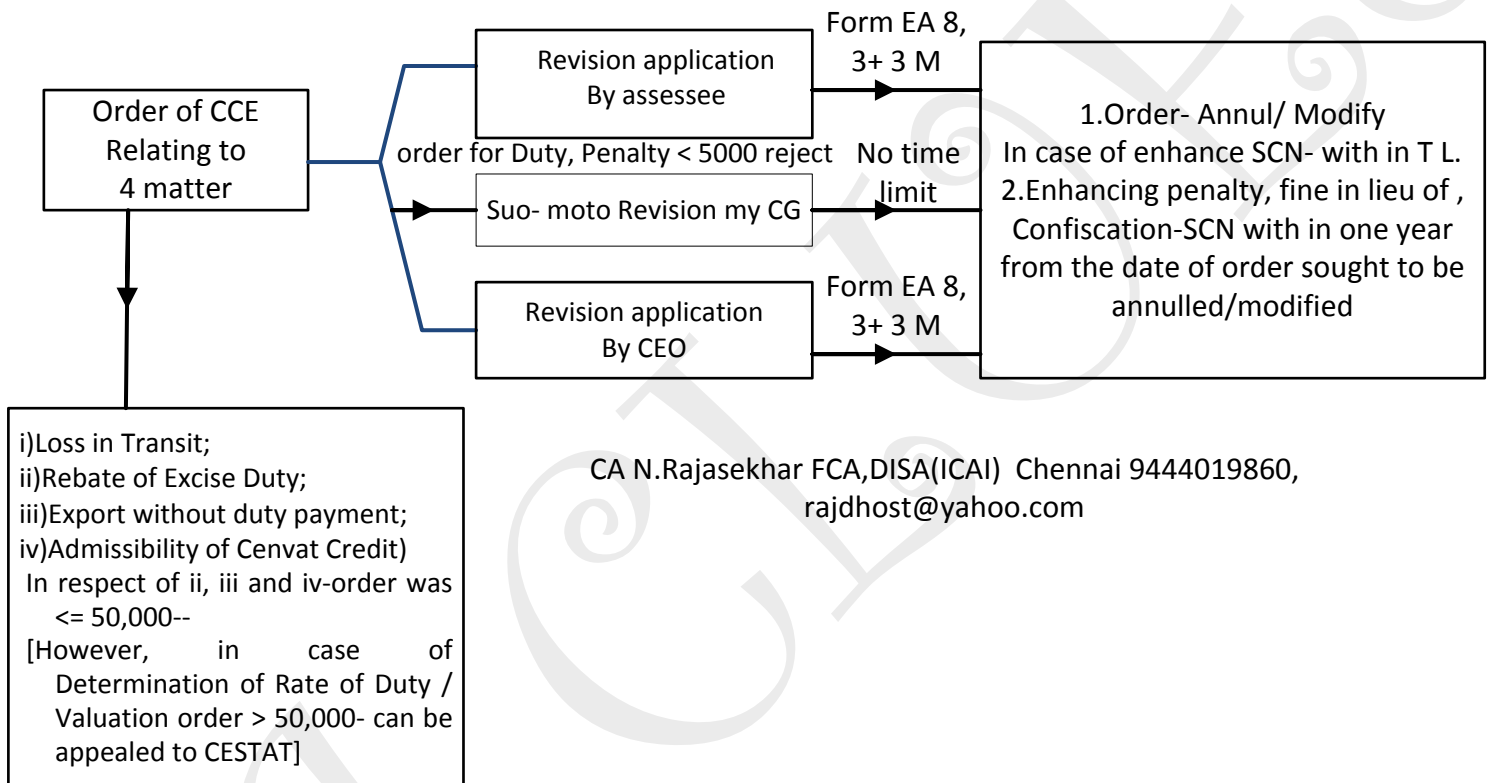 Order of CCE
Relating to
4 matter
Revision application
By assessee
Form EA 8,
3+ 3 M
order for Duty, Penalty < 5000 reject
No time
limit
Suo- moto Revision my CG
Revision application
By CEO
Form EA 8,
3+ 3 M
1.Order- Annul/ Modify
In case of enhance SCN- with in T L.
2.Enhancing penalty, fine in lieu of ,
Confiscation-SCN with in one year
from the date of order sought to be
annulled/modified
i)Loss in Transit;
ii)Rebate of Excise Duty;
iii)Export without duty payment;
iv)Admissibility of Cenvat Credit)
In respect of ii, iii and iv-order was
<= 50,000--
[However, in case of
Determination of Rate of Duty /
Valuation order > 50,000- can be
appealed to CESTAT]
CA N.Rajasekhar FCA,DISA(ICAI) Chennai 9444019860,
rajdhost@yahoo.com